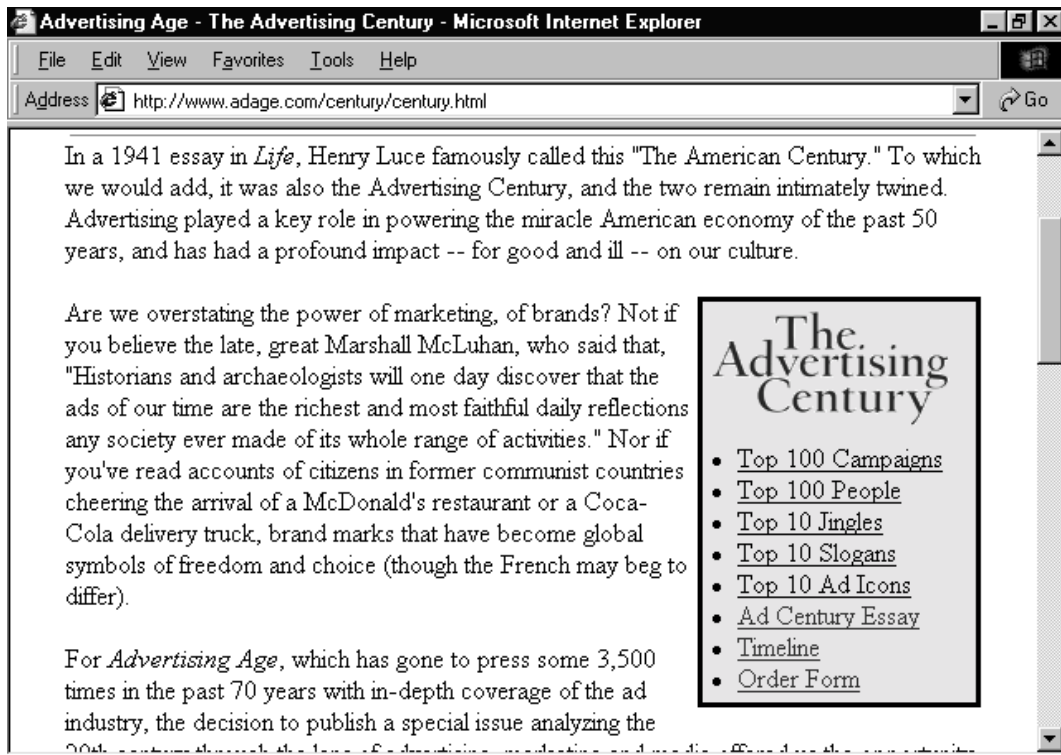 Advertising Age - The Advertising Century - Microsoft Internet Explorer
File Edit View Favorites Tools Help
Address http://www.adage.com/century/century.html Go
In a 1941 essay in Life, Henry Luce famously called this "The American Century." To which
we would add, it was also the Advertising Century, and the two remain intimately twined.
Advertising played a key role in powering the miracle American economy of the past 50
years, and has had a profound impact -- for good and ill -- on our culture.
Are we overstating the power of marketing, of brands? Not if
you believe the late, great Marshall McLuhan, who said that,
"Historians and archaeologists will one day discover that the
ads of our time are the richest and most faithful daily reflections
any society ever made of its whole range of activities." Nor if
you've read accounts of citizens in former communist countries
cheering the arrival of a McDonald's restaurant or a Coca-
Cola delivery truck, brand marks that have become global
symbols of freedom and choice (though the French may beg to
differ).
For Advertising Age, which has gone to press some 3,500
times in the past 70 years with in-depth coverage of the ad
industry, the decision to publish a special issue analyzing the
The
Advertising
Century
Top 100 Campaigns
Top 100 People
Top 10 Jingles
Top 10 Slogans
Top 10 Ad Icons
Ad Century Essay
Timeline
Order Form